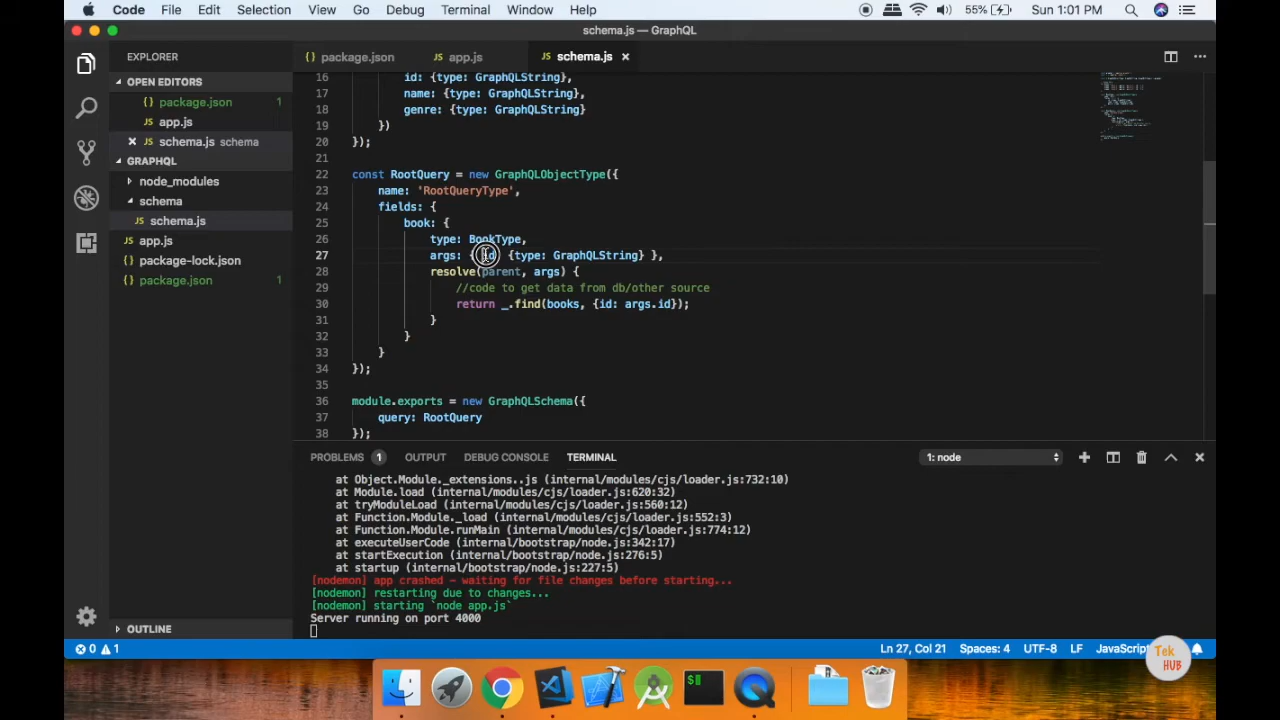 Code File Edit Selection View Go Debug Terminal Window Help 55% Sun 1:01 PM
schema.js — GraphQL
EXPLORER
{ } package.json JS app.js JS schema.js ×
OPEN EDITORS
{ } package.json 1
JS app.js
× JS schema.js schema
GRAPHQL
node_modules
schema
JS schema.js
JS app.js
{ } package-lock.json
{ } package.json 1
OUTLINE
16 id: {type: GraphQLString},
17 name: {type: GraphQLString},
18 genre: {type: GraphQLString}
19 })
20 });
21
22 const RootQuery = new GraphQLObjectType({
23 name: 'RootQueryType',
24 fields: {
25 book: {
26 type: BookType,
27 args: { id {type: GraphQLString} },
28 resolve(parent, args) {
29 //code to get data from db/other source
30 return _.find(books, {id: args.id});
31 }
32 }
33 }
34 });
35
36 module.exports = new GraphQLSchema({
37 query: RootQuery
38 });
PROBLEMS 1 OUTPUT DEBUG CONSOLE TERMINAL 1: node
at Object.Module._extensions..js (internal/modules/cjs/loader.js:732:10)
at Module.load (internal/modules/cjs/loader.js:620:32)
at tryModuleLoad (internal/modules/cjs/loader.js:560:12)
at Function.Module._load (internal/modules/cjs/loader.js:552:3)
at Function.Module.runMain (internal/modules/cjs/loader.js:774:12)
at executeUserCode (internal/bootstrap/node.js:342:17)
at startExecution (internal/bootstrap/node.js:276:5)
at startup (internal/bootstrap/node.js:227:5)
[nodemon] app crashed - waiting for file changes before starting...
[nodemon] restarting due to changes...
[nodemon] starting `node app.js`
Server running on port 4000
0 1 Ln 27, Col 21 Spaces: 4 UTF-8 LF JavaScrip
Tek
HUB